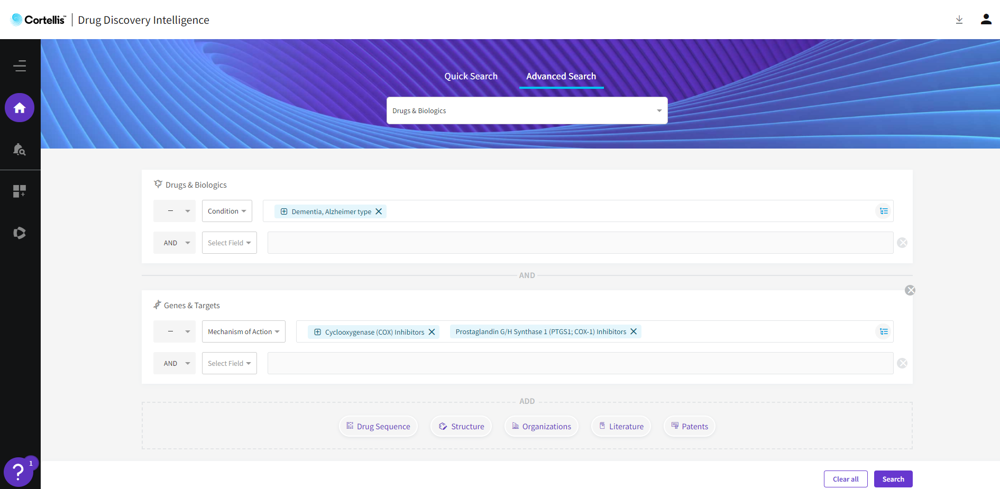 Cortellis™ Drug Discovery Intelligence
Quick Search Advanced Search
Drugs & Biologics
Drugs & Biologics
– Condition Dementia, Alzheimer type
AND Select Field
AND
Genes & Targets
– Mechanism of Action Cyclooxygenase (COX) Inhibitors Prostaglandin G/H Synthase 1 (PTGS1; COX-1) Inhibitors
AND Select Field
ADD
Drug Sequence Structure Organizations Literature Patents
? 1
Clear all Search